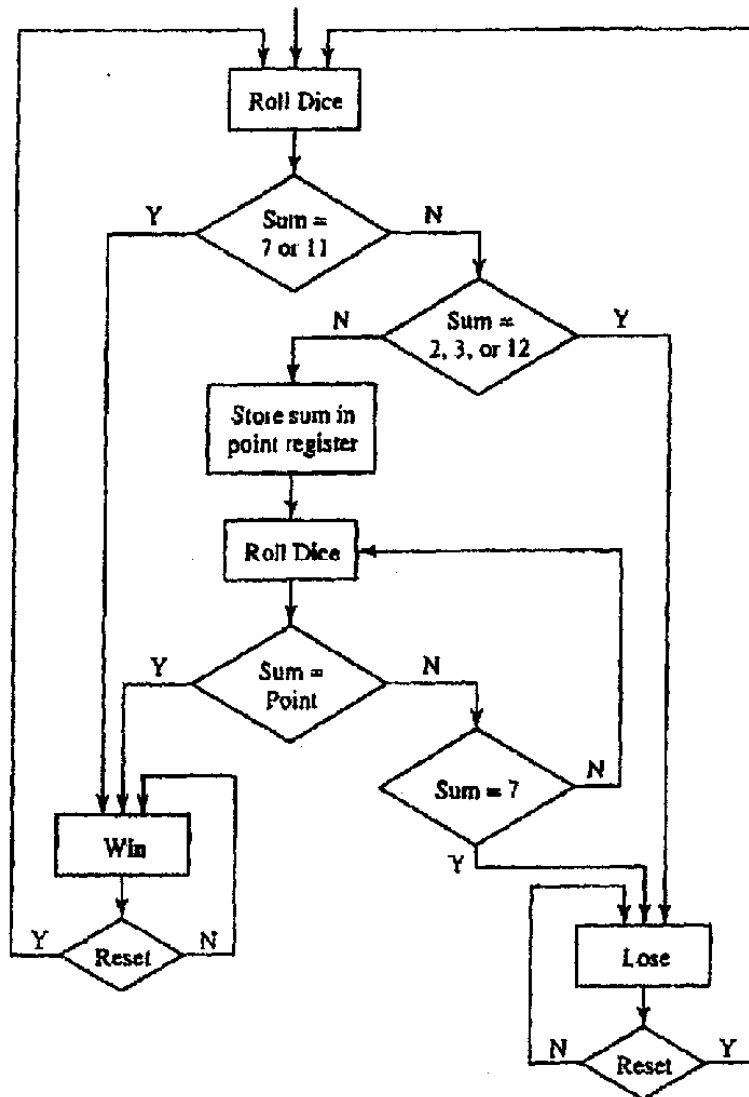 Roll Dice
Y
Sum =
7 or 11
N
N
Sum =
2, 3, or 12
Y
Store sum in
point register
Roll Dice
Y
Sum =
Point
N
Sum = 7
N
Y
Win
Y
Reset
N
Lose
N
Reset
Y